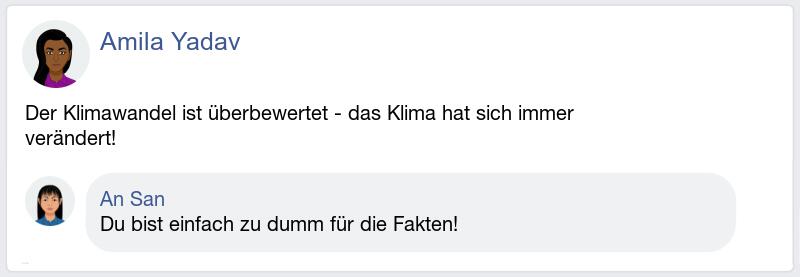 Amila Yadav
Der Klimawandel ist überbewertet - das Klima hat sich immer
verändert!
An San
Du bist einfach zu dumm für die Fakten!